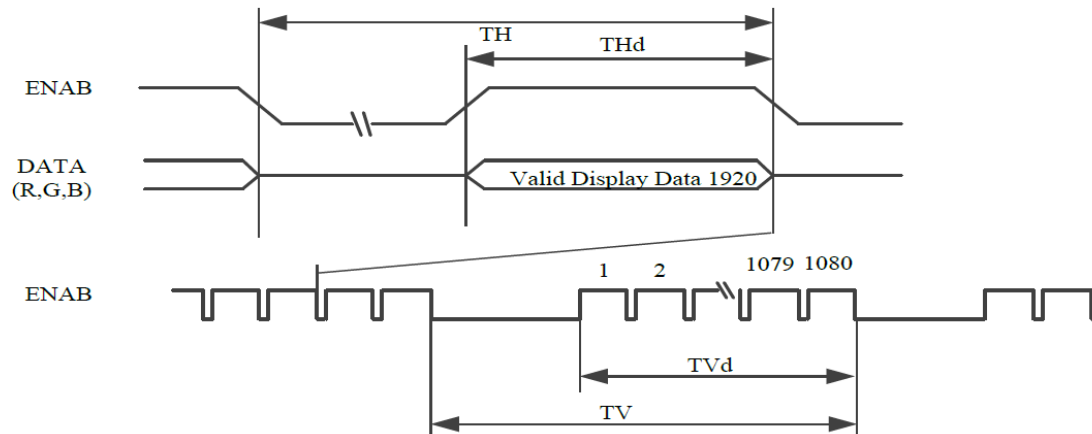 TH
THd
ENAB
DATA
(R,G,B)
Valid Display Data 1920
1 2 1079 1080
ENAB
TVd
TV